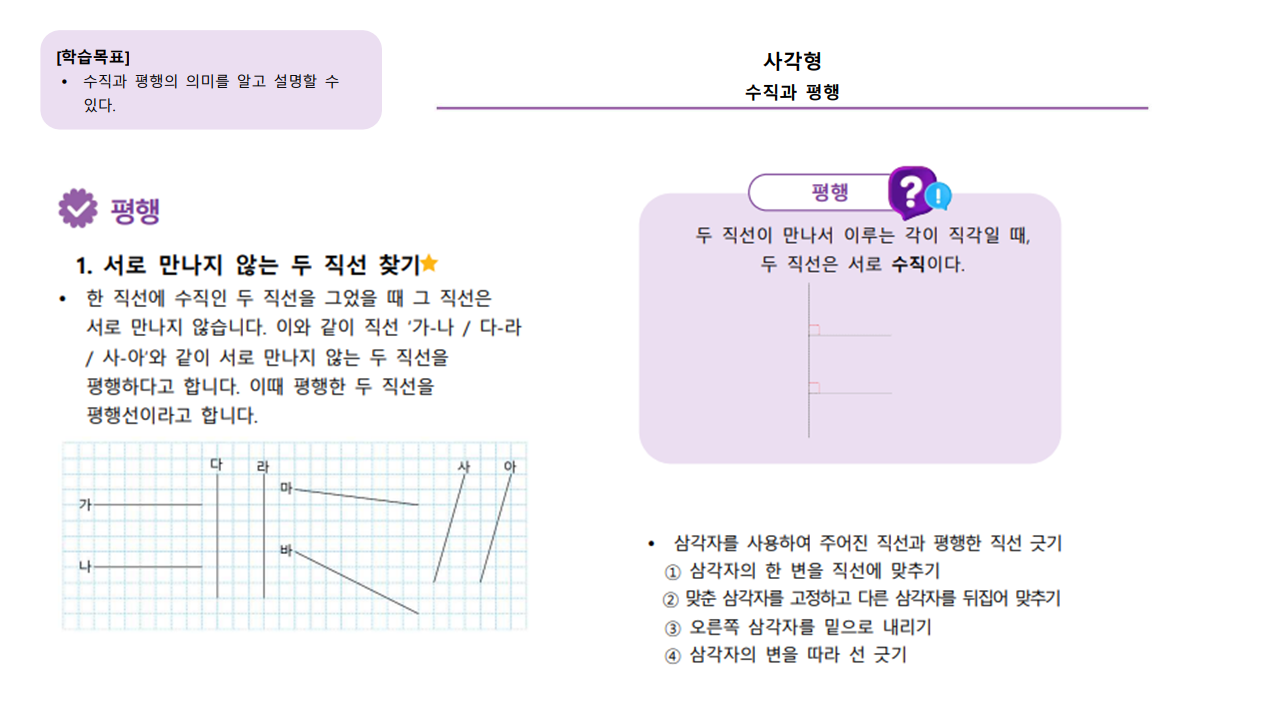 [학습목표]
• 수직과 평행의 의미를 알고 설명할 수
있다.
사각형
수직과 평행
평행
1. 서로 만나지 않는 두 직선 찾기
• 한 직선에 수직인 두 직선을 그었을 때 그 직선은
서로 만나지 않습니다. 이와 같이 직선 ‘가-나 / 다-라
/ 사-아’와 같이 서로 만나지 않는 두 직선을
평행하다고 합니다. 이때 평행한 두 직선을
평행선이라고 합니다.
다 라 사 아
마
가
바
나
평행 ? !
두 직선이 만나서 이루는 각이 직각일 때,
두 직선은 서로 수직이다.
• 삼각자를 사용하여 주어진 직선과 평행한 직선 긋기
① 삼각자의 한 변을 직선에 맞추기
② 맞춘 삼각자를 고정하고 다른 삼각자를 뒤집어 맞추기
③ 오른쪽 삼각자를 밑으로 내리기
④ 삼각자의 변을 따라 선 긋기